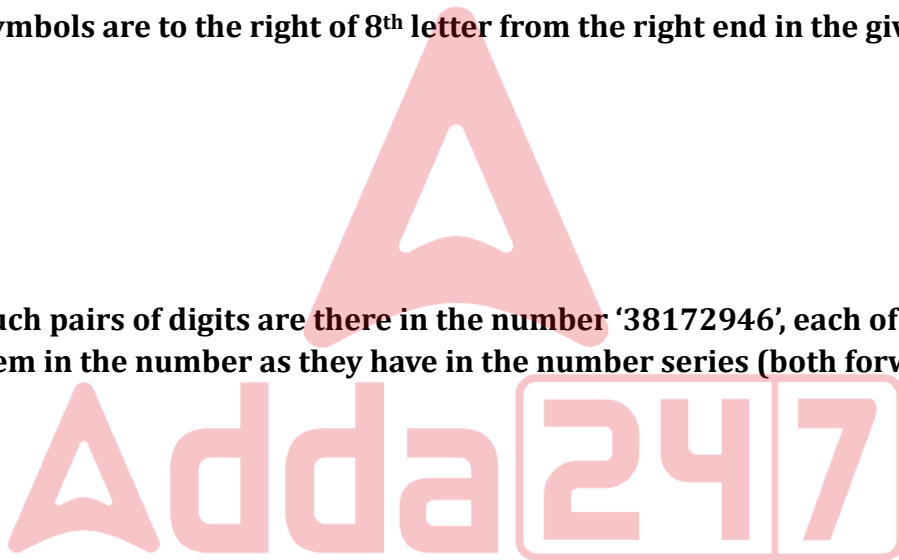 ymbols are to the right of 8th letter from the right end in the giv
uch pairs of digits are there in the number ‘38172946’, each of
em in the number as they have in the number series (both forw
Adda247